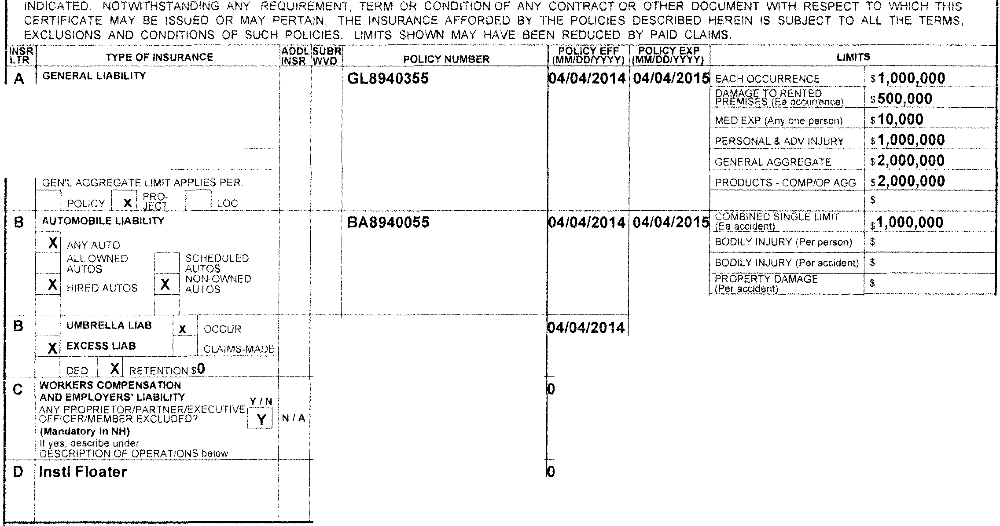 INDICATED. NOTWITHSTANDING ANY REQUIREMENT, TERM OR CONDITION OF ANY CONTRACT OR OTHER DOCUMENT WITH RESPECT TO WHICH THIS
CERTIFICATE MAY BE ISSUED OR MAY PERTAIN, THE INSURANCE AFFORDED BY THE POLICIES DESCRIBED HEREIN IS SUBJECT TO ALL THE TERMS,
EXCLUSIONS AND CONDITIONS OF SUCH POLICIES. LIMITS SHOWN MAY HAVE BEEN REDUCED BY PAID CLAIMS.
INSR LTR TYPE OF INSURANCE ADDL INSR SUBR WVD POLICY NUMBER POLICY EFF (MM/DD/YYYY) POLICY EXP (MM/DD/YYYY) LIMITS
A GENERAL LIABILITY GL8940355 04/04/2014 04/04/2015 EACH OCCURRENCE $1,000,000
DAMAGE TO RENTED
PREMISES (Ea occurrence) $500,000
MED EXP (Any one person) $10,000
PERSONAL & ADV INJURY $1,000,000
GENERAL AGGREGATE $2,000,000
GEN'L AGGREGATE LIMIT APPLIES PER: PRODUCTS - COMP/OP AGG $2,000,000
POLICY X PRO-JECT LOC $
B AUTOMOBILE LIABILITY BA8940055 04/04/2014 04/04/2015 COMBINED SINGLE LIMIT (Ea accident) $1,000,000
X ANY AUTO BODILY INJURY (Per person) $
ALL OWNED AUTOS SCHEDULED AUTOS BODILY INJURY (Per accident) $
X HIRED AUTOS X NON-OWNED AUTOS PROPERTY DAMAGE (Per accident) $
B UMBRELLA LIAB X OCCUR 04/04/2014
X EXCESS LIAB CLAIMS-MADE
DED X RETENTION $0
C WORKERS COMPENSATION 0
AND EMPLOYERS' LIABILITY Y / N
ANY PROPRIETOR/PARTNER/EXECUTIVE
OFFICER/MEMBER EXCLUDED? Y N / A
(Mandatory in NH)
If yes, describe under
DESCRIPTION OF OPERATIONS below
D Instl Floater 0